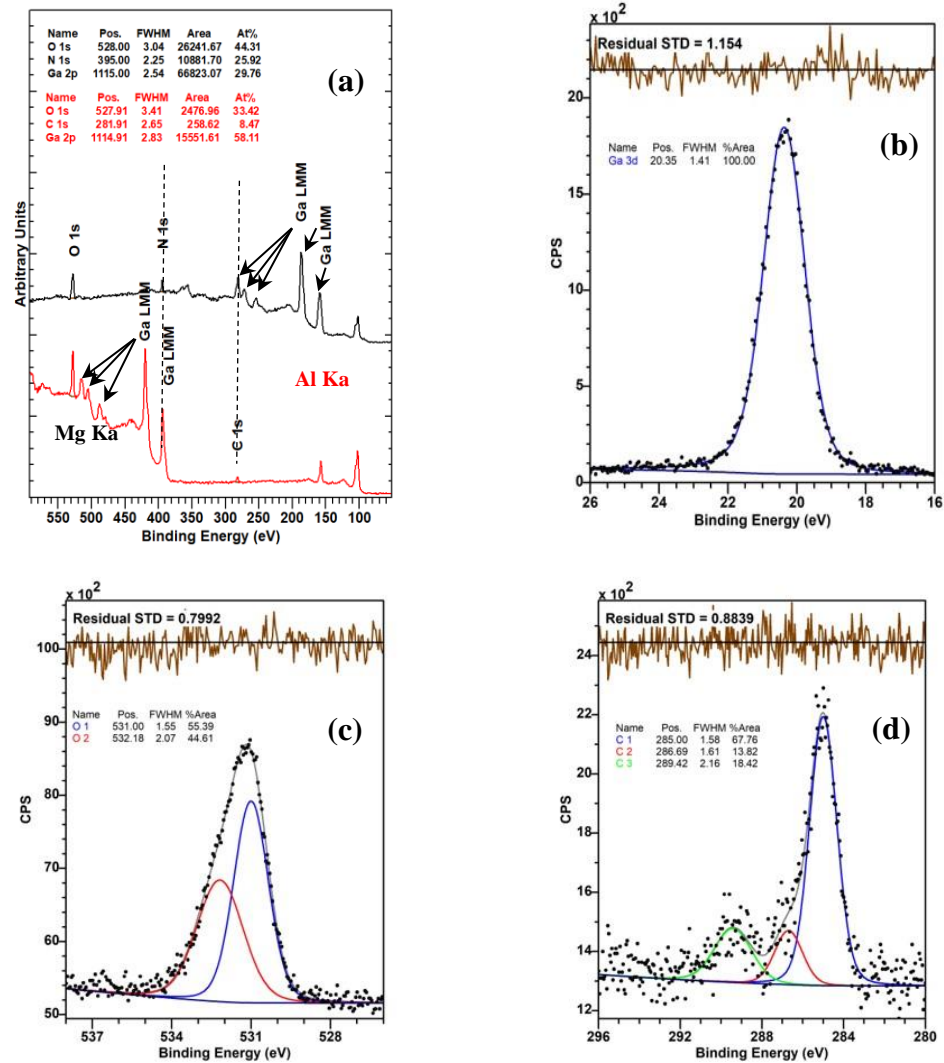 Name Pos. FWHM Area At%
O 1s 528.00 3.04 26241.67 44.31
N 1s 395.00 2.25 10881.70 25.92
Ga 2p 1115.00 2.54 66823.07 29.76
Name Pos. FWHM Area At%
O 1s 527.91 3.41 2476.96 33.42
C 1s 281.91 2.65 258.62 8.47
Ga 2p 1114.91 2.83 15551.61 58.11
(a)
Arbitrary Units
O 1s
N 1s
Ga LMM
Ga LMM
Ga LMM
Ga LMM
C 1s
Al Ka
Mg Ka
550 500 450 400 350 300 250 200 150 100
Binding Energy (eV)
x 10²
Residual STD = 1.154
(b)
Name Pos. FWHM %Area
Ga 3d 20.35 1.41 100.00
20
15
10
5
0
CPS
26 24 22 20 18 16
Binding Energy (eV)
x 10²
Residual STD = 0.7992
(c)
Name Pos. FWHM %Area
O 1 531.00 1.55 55.39
O 2 532.18 2.07 44.61
100
90
80
70
60
50
CPS
537 534 531 528
Binding Energy (eV)
x 10²
Residual STD = 0.8839
(d)
Name Pos. FWHM %Area
C 1 285.00 1.58 67.76
C 2 286.69 1.61 13.82
C 3 289.42 2.16 18.42
24
22
20
18
16
14
12
CPS
296 292 288 284 280
Binding Energy (eV)